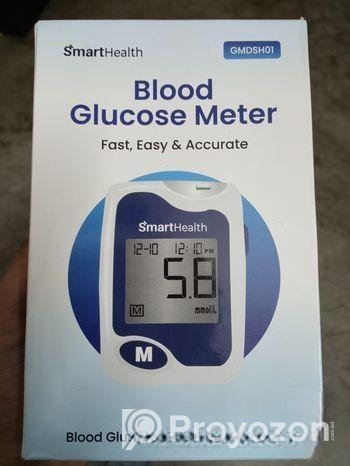 SmartHealth
GMDSH01
Blood
Glucose Meter
Fast, Easy & Accurate
SmartHealth
12-10 12:10 PM
5.8
M mmol/L
M
Proyozon
Blood